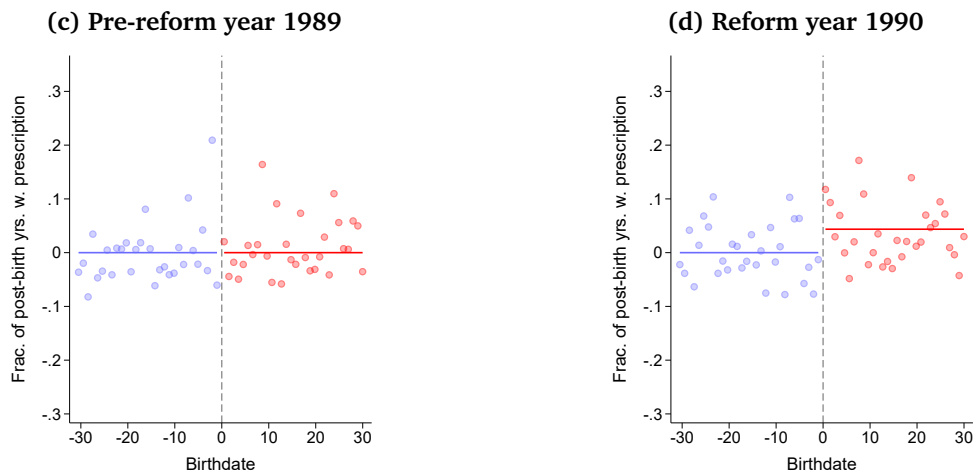 (c) Pre-reform year 1989
Frac. of post-birth yrs. w. prescription
.3
.2
.1
0
-.1
-.2
-.3
-30 -20 -10 0 10 20 30
Birthdate
(d) Reform year 1990
Frac. of post-birth yrs. w. prescription
.3
.2
.1
0
-.1
-.2
-.3
-30 -20 -10 0 10 20 30
Birthdate